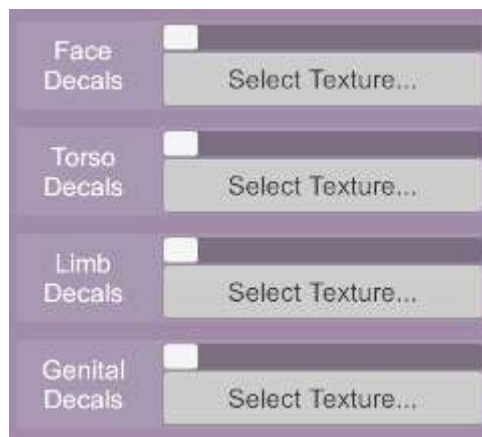 Face
Decals
Select Texture...
Torso
Decals
Select Texture...
Limb
Decals
Select Texture...
Genital
Decals
Select Texture...